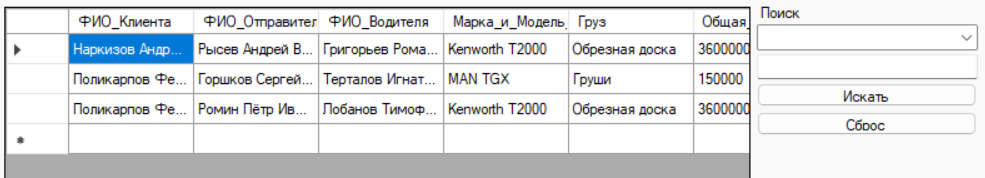 ФИО_Клиента ФИО_Отправител ФИО_Водителя Марка_и_Модель Груз Общая_
Наркизов Андр... Рысев Андрей В... Григорьев Рома... Kenworth T2000 Обрезная доска 3600000
Поликарпов Фе... Горшков Сергей... Терталов Игнат... MAN TGX Груши 150000
Поликарпов Фе... Ромин Пётр Ив... Лобанов Тимоф... Kenworth T2000 Обрезная доска 3600000
Поиск
Искать
Сброс